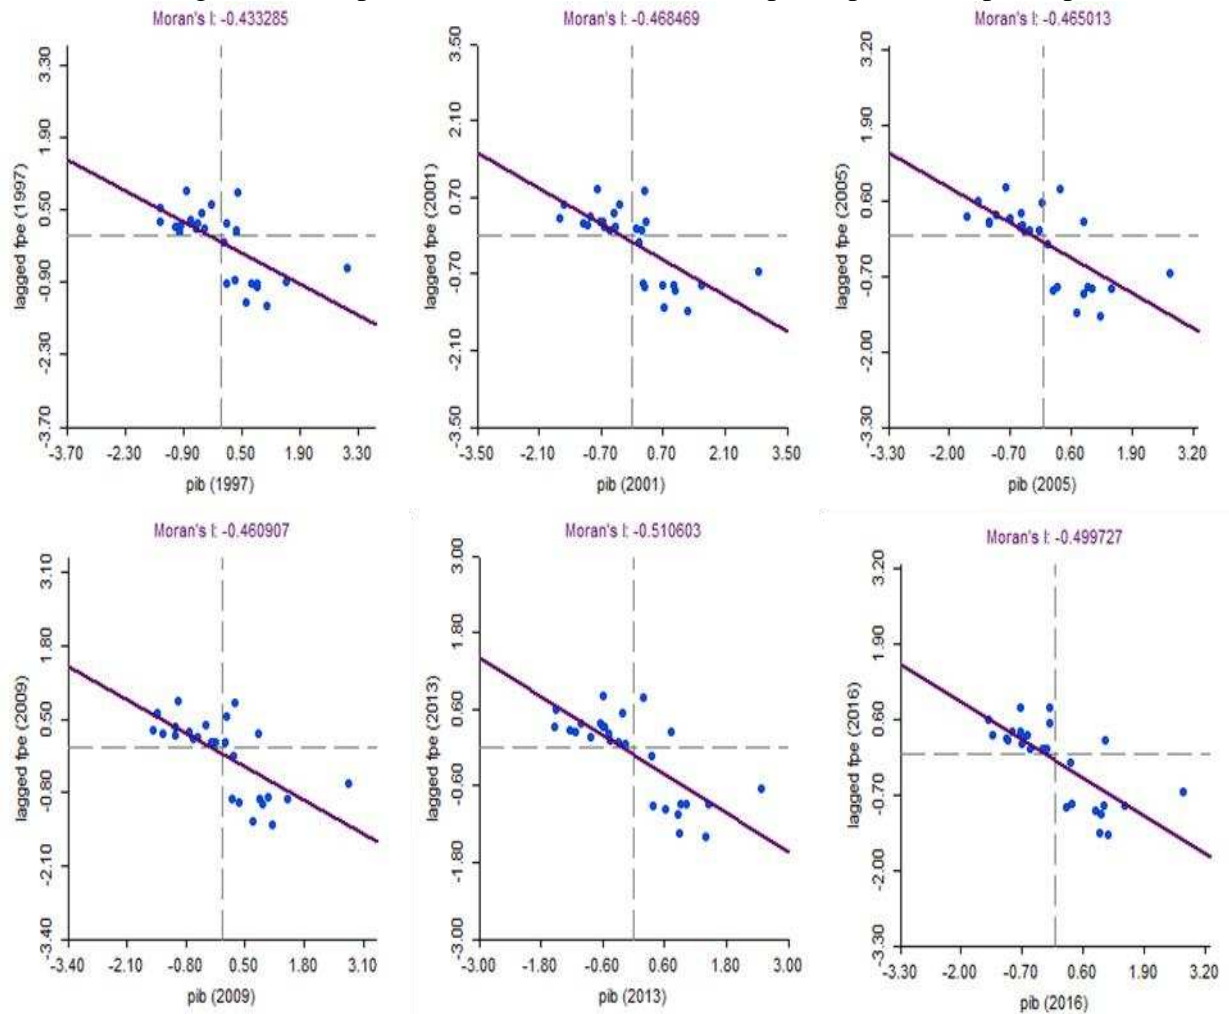 Moran's I: -0.433285
3.30
1.90
0.50
-0.90
-2.30
-3.70
lagged fpe (1997)
-3.70 -2.30 -0.90 0.50 1.90 3.30
pib (1997)
Moran's I: -0.468469
3.50
2.10
0.70
-0.70
-2.10
-3.50
lagged fpe (2001)
-3.50 -2.10 -0.70 0.70 2.10 3.50
pib (2001)
Moran's I: -0.465013
3.20
1.90
0.60
-0.70
-2.00
-3.30
lagged fpe (2005)
-3.30 -2.00 -0.70 0.60 1.90 3.20
pib (2005)
Moran's I: -0.460907
3.10
1.80
0.50
-0.80
-2.10
-3.40
lagged fpe (2009)
-3.40 -2.10 -0.80 0.50 1.80 3.10
pib (2009)
Moran's I: -0.510603
3.00
1.80
0.60
-0.60
-1.80
-3.00
lagged fpe (2013)
-3.00 -1.80 -0.60 0.60 1.80 3.00
pib (2013)
Moran's I: -0.499727
3.20
1.90
0.60
-0.70
-2.00
-3.30
lagged fpe (2016)
-3.30 -2.00 -0.70 0.60 1.90 3.20
pib (2016)